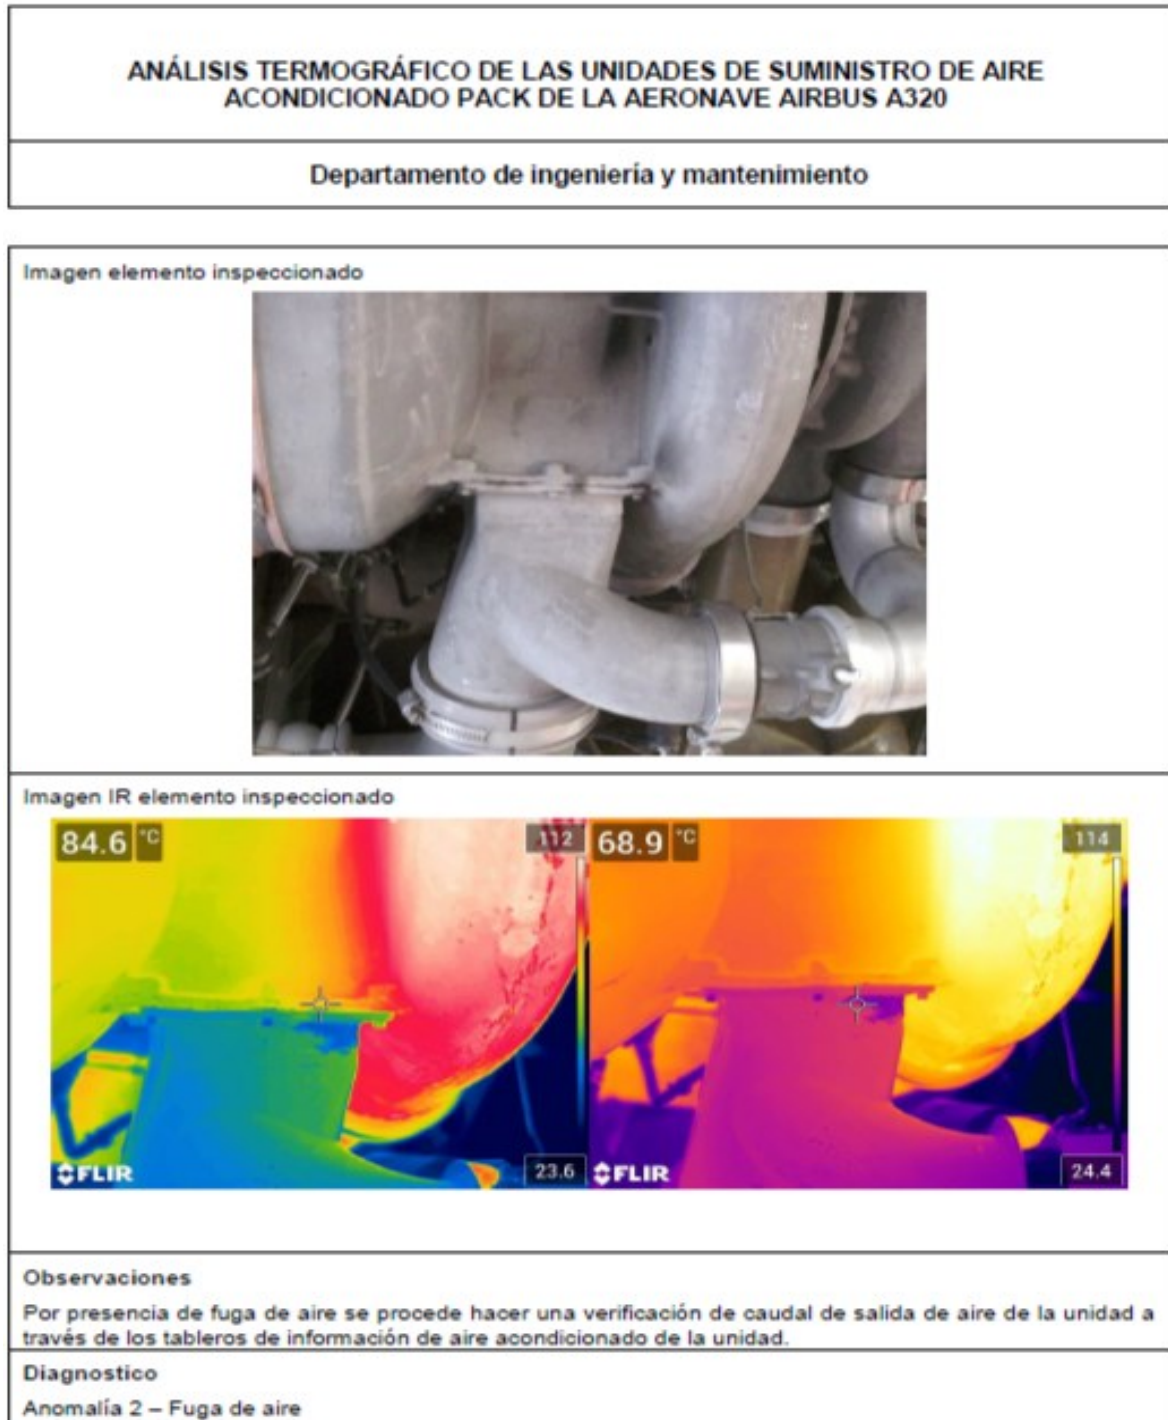 ANÁLISIS TERMOGRÁFICO DE LAS UNIDADES DE SUMINISTRO DE AIRE
ACONDICIONADO PACK DE LA AERONAVE AIRBUS A320
Departamento de ingeniería y mantenimiento
Imagen elemento inspeccionado
Imagen IR elemento inspeccionado
84.6 °C 112 68.9 °C 114
FLIR 23.6 FLIR 24.4
Observaciones
Por presencia de fuga de aire se procede hacer una verificación de caudal de salida de aire de la unidad a
través de los tableros de información de aire acondicionado de la unidad.
Diagnostico
Anomalía 2 – Fuga de aire